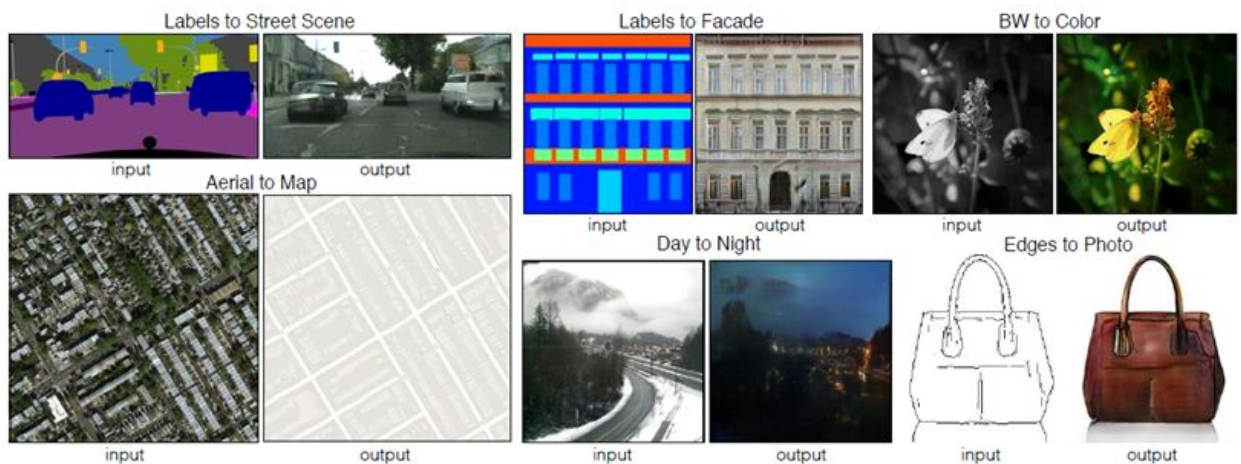 Labels to Street Scene
input
output
Aerial to Map
input
output
Labels to Facade
input
output
BW to Color
input
output
Day to Night
input
output
Edges to Photo
input
output